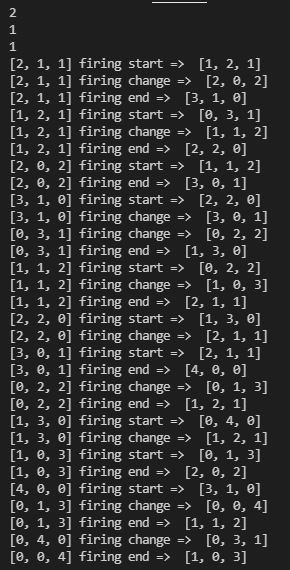 2
1
1
[2, 1, 1] firing start => [1, 2, 1]
[2, 1, 1] firing change => [2, 0, 2]
[2, 1, 1] firing end => [3, 1, 0]
[1, 2, 1] firing start => [0, 3, 1]
[1, 2, 1] firing change => [1, 1, 2]
[1, 2, 1] firing end => [2, 2, 0]
[2, 0, 2] firing start => [1, 1, 2]
[2, 0, 2] firing end => [3, 0, 1]
[3, 1, 0] firing start => [2, 2, 0]
[3, 1, 0] firing change => [3, 0, 1]
[0, 3, 1] firing change => [0, 2, 2]
[0, 3, 1] firing end => [1, 3, 0]
[1, 1, 2] firing start => [0, 2, 2]
[1, 1, 2] firing change => [1, 0, 3]
[1, 1, 2] firing end => [2, 1, 1]
[2, 2, 0] firing start => [1, 3, 0]
[2, 2, 0] firing change => [2, 1, 1]
[3, 0, 1] firing start => [2, 1, 1]
[3, 0, 1] firing end => [4, 0, 0]
[0, 2, 2] firing change => [0, 1, 3]
[0, 2, 2] firing end => [1, 2, 1]
[1, 3, 0] firing start => [0, 4, 0]
[1, 3, 0] firing change => [1, 2, 1]
[1, 0, 3] firing start => [0, 1, 3]
[1, 0, 3] firing end => [2, 0, 2]
[4, 0, 0] firing start => [3, 1, 0]
[0, 1, 3] firing change => [0, 0, 4]
[0, 1, 3] firing end => [1, 1, 2]
[0, 4, 0] firing change => [0, 3, 1]
[0, 0, 4] firing end => [1, 0, 3]